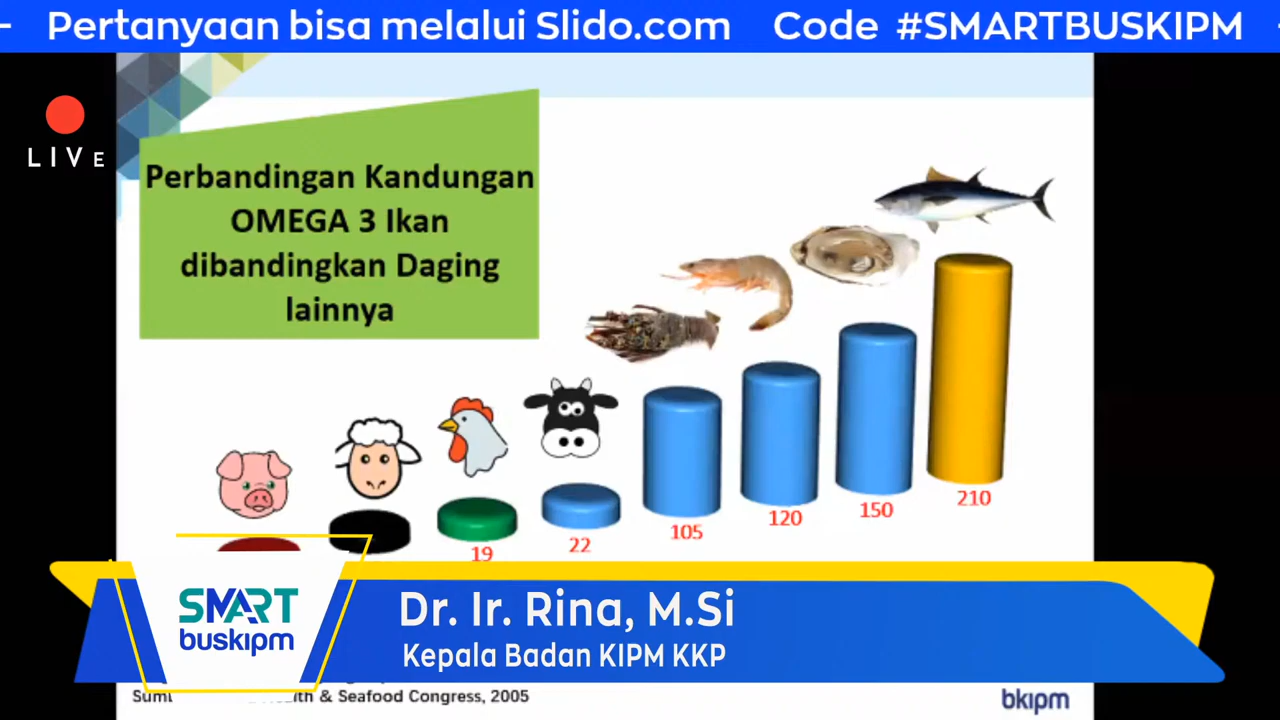 Pertanyaan bisa melalui Slido.com Code #SMARTBUSKIPM
LIVE
Perbandingan Kandungan
OMEGA 3 Ikan
dibandingkan Daging
lainnya
210
150
120
105
22
19
SMART
buskipm
Dr. Ir. Rina, M.Si
Kepala Badan KIPM KKP
& Seafood Congress, 2005
bkipm